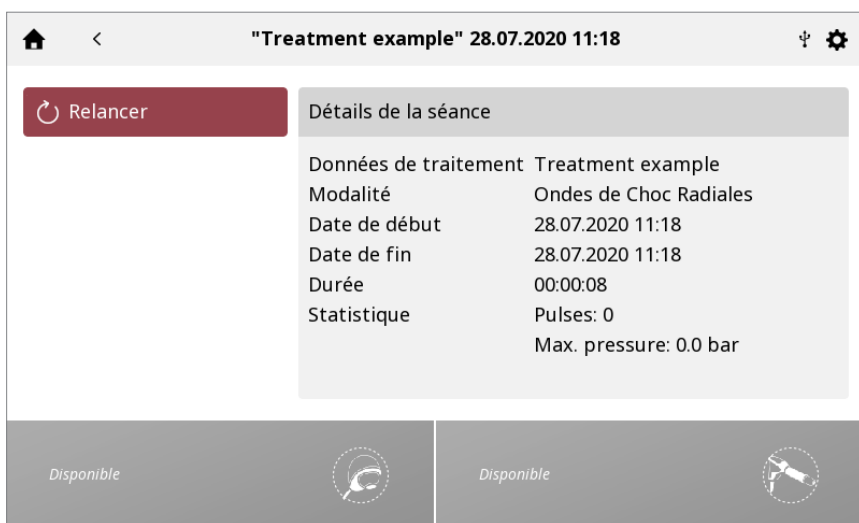 "Treatment example" 28.07.2020 11:18
Relancer
Détails de la séance
Données de traitement Treatment example
Modalité Ondes de Choc Radiales
Date de début 28.07.2020 11:18
Date de fin 28.07.2020 11:18
Durée 00:00:08
Statistique Pulses: 0
Max. pressure: 0.0 bar
Disponible
Disponible